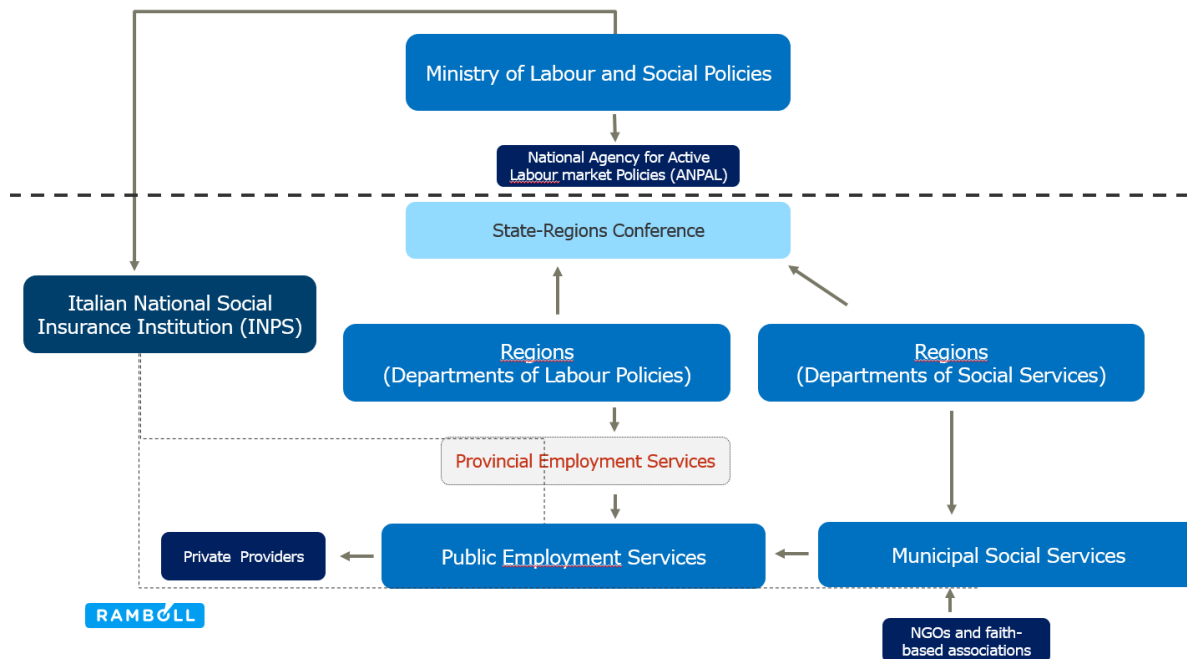 Ministry of Labour and Social Policies
National Agency for Active
Labour market Policies (ANPAL)
State-Regions Conference
Italian National Social
Insurance Institution (INPS)
Regions
(Departments of Labour Policies)
Regions
(Departments of Social Services)
Provincial Employment Services
Private Providers
Public Employment Services
Municipal Social Services
RAMBOLL
NGOs and faith-
based associations